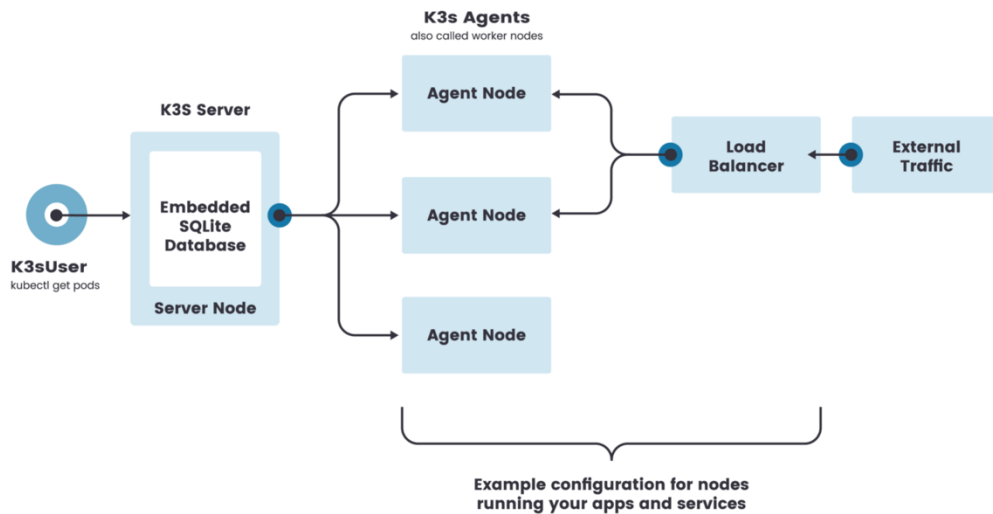 K3s Agents
also called worker nodes
K3S Server
Agent Node
Load
Balancer
External
Traffic
Embedded
SQLite
Database
Agent Node
K3sUser
kubectl get pods
Server Node
Agent Node
Example configuration for nodes
running your apps and services